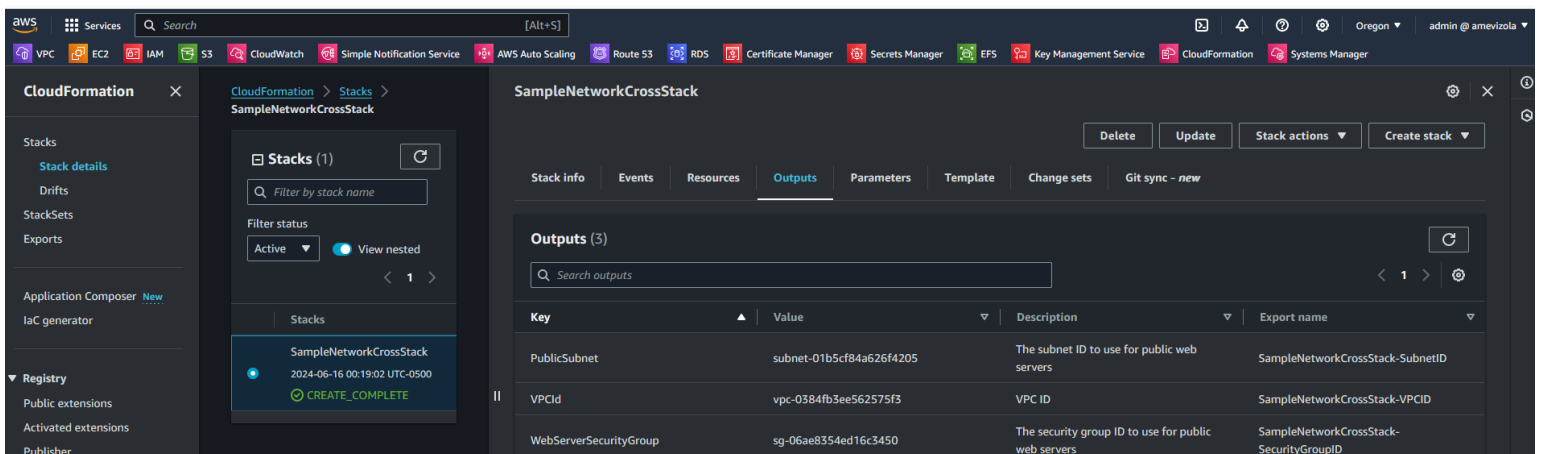 aws Services Search [Alt+S] Oregon ▼ admin @ amevizola ▼
VPC EC2 IAM S3 CloudWatch Simple Notification Service AWS Auto Scaling Route 53 RDS Certificate Manager Secrets Manager EFS Key Management Service CloudFormation Systems Manager
CloudFormation
Stacks
Stack details
Drifts
StackSets
Exports
Application Composer New
IaC generator
▼ Registry
Public extensions
Activated extensions
Publisher
CloudFormation > Stacks >
SampleNetworkCrossStack
Stacks (1)
Filter by stack name
Filter status
Active ▼ View nested
< 1 >
Stacks
SampleNetworkCrossStack
2024-06-16 00:19:02 UTC-0500
CREATE_COMPLETE
SampleNetworkCrossStack
Delete Update Stack actions ▼ Create stack ▼
Stack info Events Resources Outputs Parameters Template Change sets Git sync - new
Outputs (3)
Search outputs
< 1 >
Key Value Description Export name
PublicSubnet subnet-01b5cf84a626f4205 The subnet ID to use for public web SampleNetworkCrossStack-SubnetID
servers
VPCId vpc-0384fb3ee562575f3 VPC ID SampleNetworkCrossStack-VPCID
WebServerSecurityGroup sg-06ae8354ed16c3450 The security group ID to use for public SampleNetworkCrossStack-
web servers SecurityGroupID